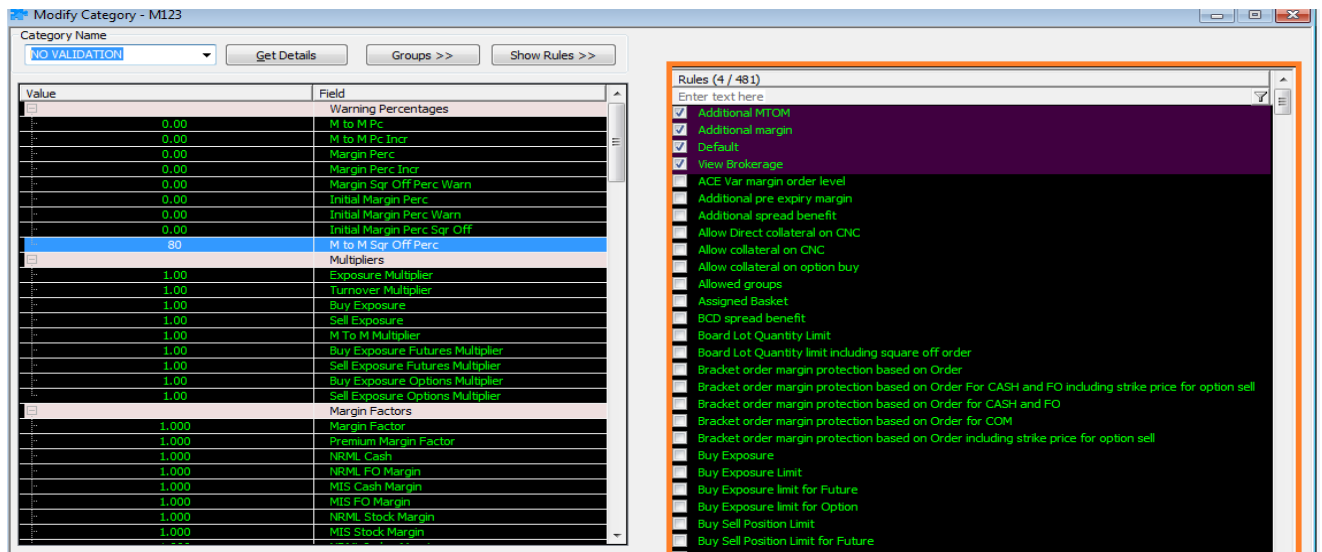 Modify Category - M123
Category Name
NO VALIDATION
Get Details
Groups >>
Show Rules >>
Value Field
Warning Percentages
0.00 M to M Pc
0.00 M to M Pc Incr
0.00 Margin Perc
0.00 Margin Perc Incr
0.00 Margin Sqr Off Perc Warn
0.00 Initial Margin Perc
0.00 Initial Margin Perc Warn
0.00 Initial Margin Perc Sqr Off
80 M to M Sqr Off Perc
Multipliers
1.00 Exposure Multiplier
1.00 Turnover Multiplier
1.00 Buy Exposure
1.00 Sell Exposure
1.00 M To M Multiplier
1.00 Buy Exposure Futures Multiplier
1.00 Sell Exposure Futures Multiplier
1.00 Buy Exposure Options Multiplier
1.00 Sell Exposure Options Multiplier
Margin Factors
1.000 Margin Factor
1.000 Premium Margin Factor
1.000 NRML Cash
1.000 NRML FO Margin
1.000 MIS Cash Margin
1.000 MIS FO Margin
1.000 NRML Stock Margin
1.000 MIS Stock Margin
Rules (4 / 481)
Enter text here
Additional MTOM
Additional margin
Default
View Brokerage
ACE Var margin order level
Additional pre expiry margin
Additional spread benefit
Allow Direct collateral on CNC
Allow collateral on CNC
Allow collateral on option buy
Allowed groups
Assigned Basket
BCD spread benefit
Board Lot Quantity Limit
Board Lot Quantity limit including square off order
Bracket order margin protection based on Order
Bracket order margin protection based on Order For CASH and FO including strike price for option sell
Bracket order margin protection based on Order for CASH and FO
Bracket order margin protection based on Order for COM
Bracket order margin protection based on Order including strike price for option sell
Buy Exposure
Buy Exposure Limit
Buy Exposure limit for Future
Buy Exposure limit for Option
Buy Sell Position Limit
Buy Sell Position Limit for Future